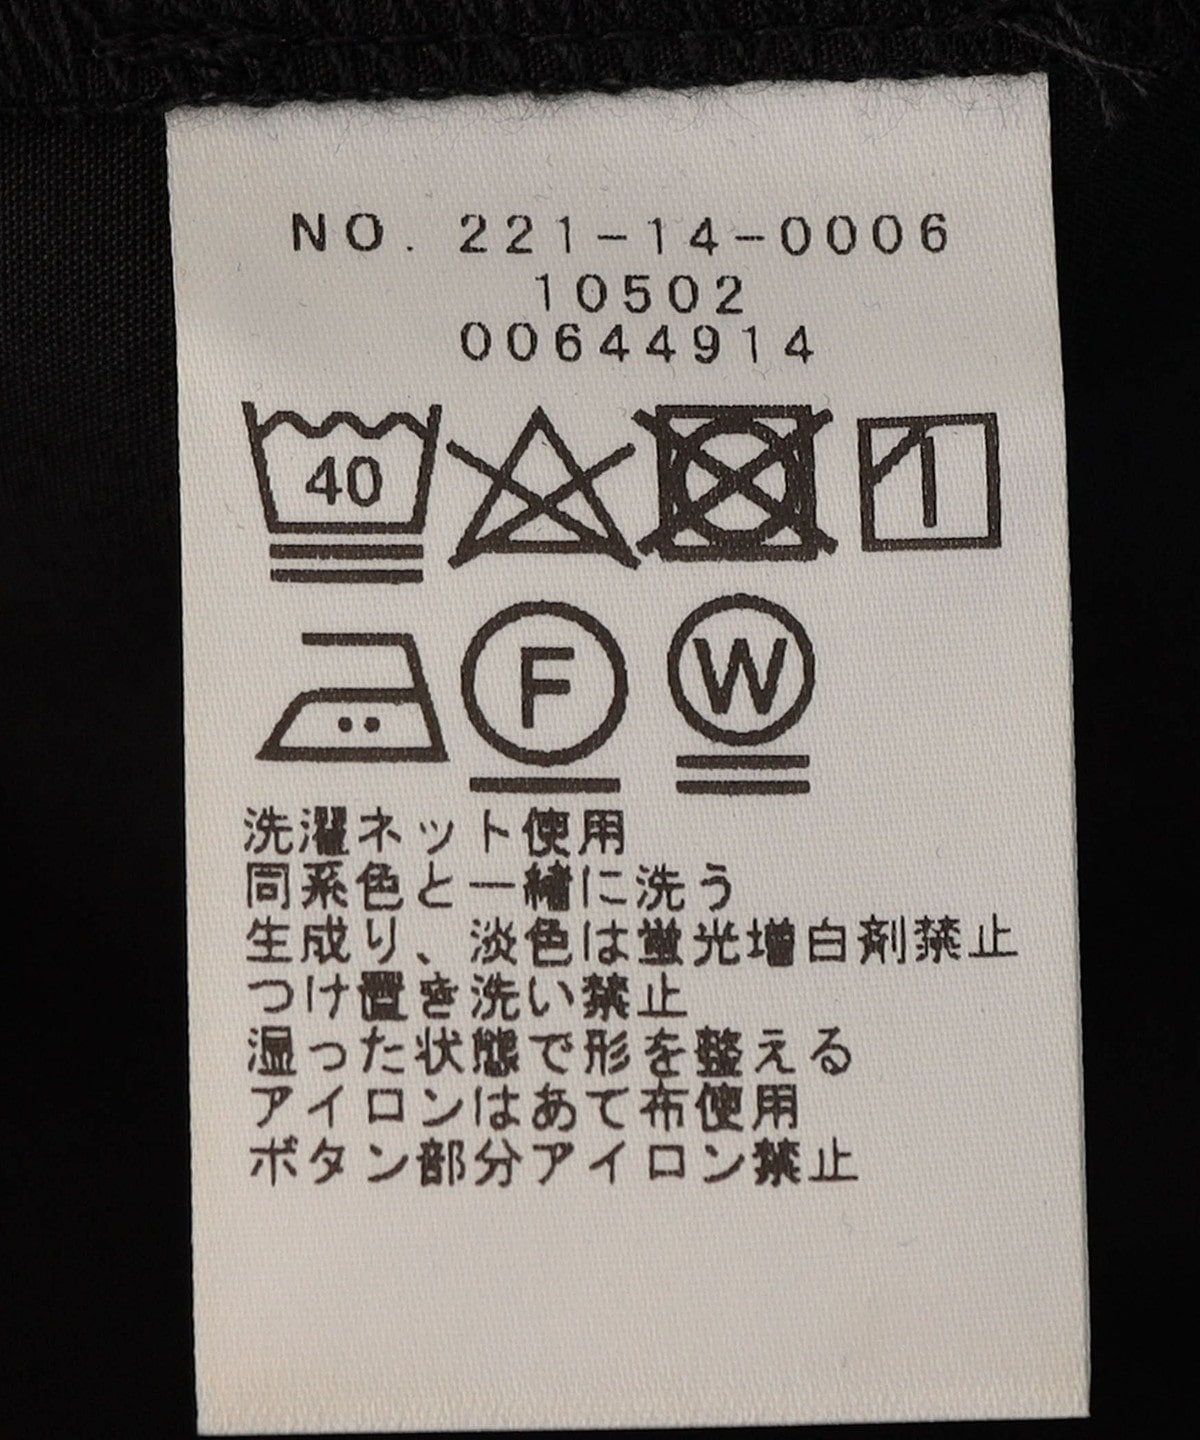 NO. 221-14-0006
10502
00644914
40
F W
洗濯ネット使用
同系色と一緒に洗う
生成り、淡色は蛍光増白剤禁止
つけ置き洗い禁止
湿った状態で形を整える
アイロンはあて布使用
ボタン部分アイロン禁止